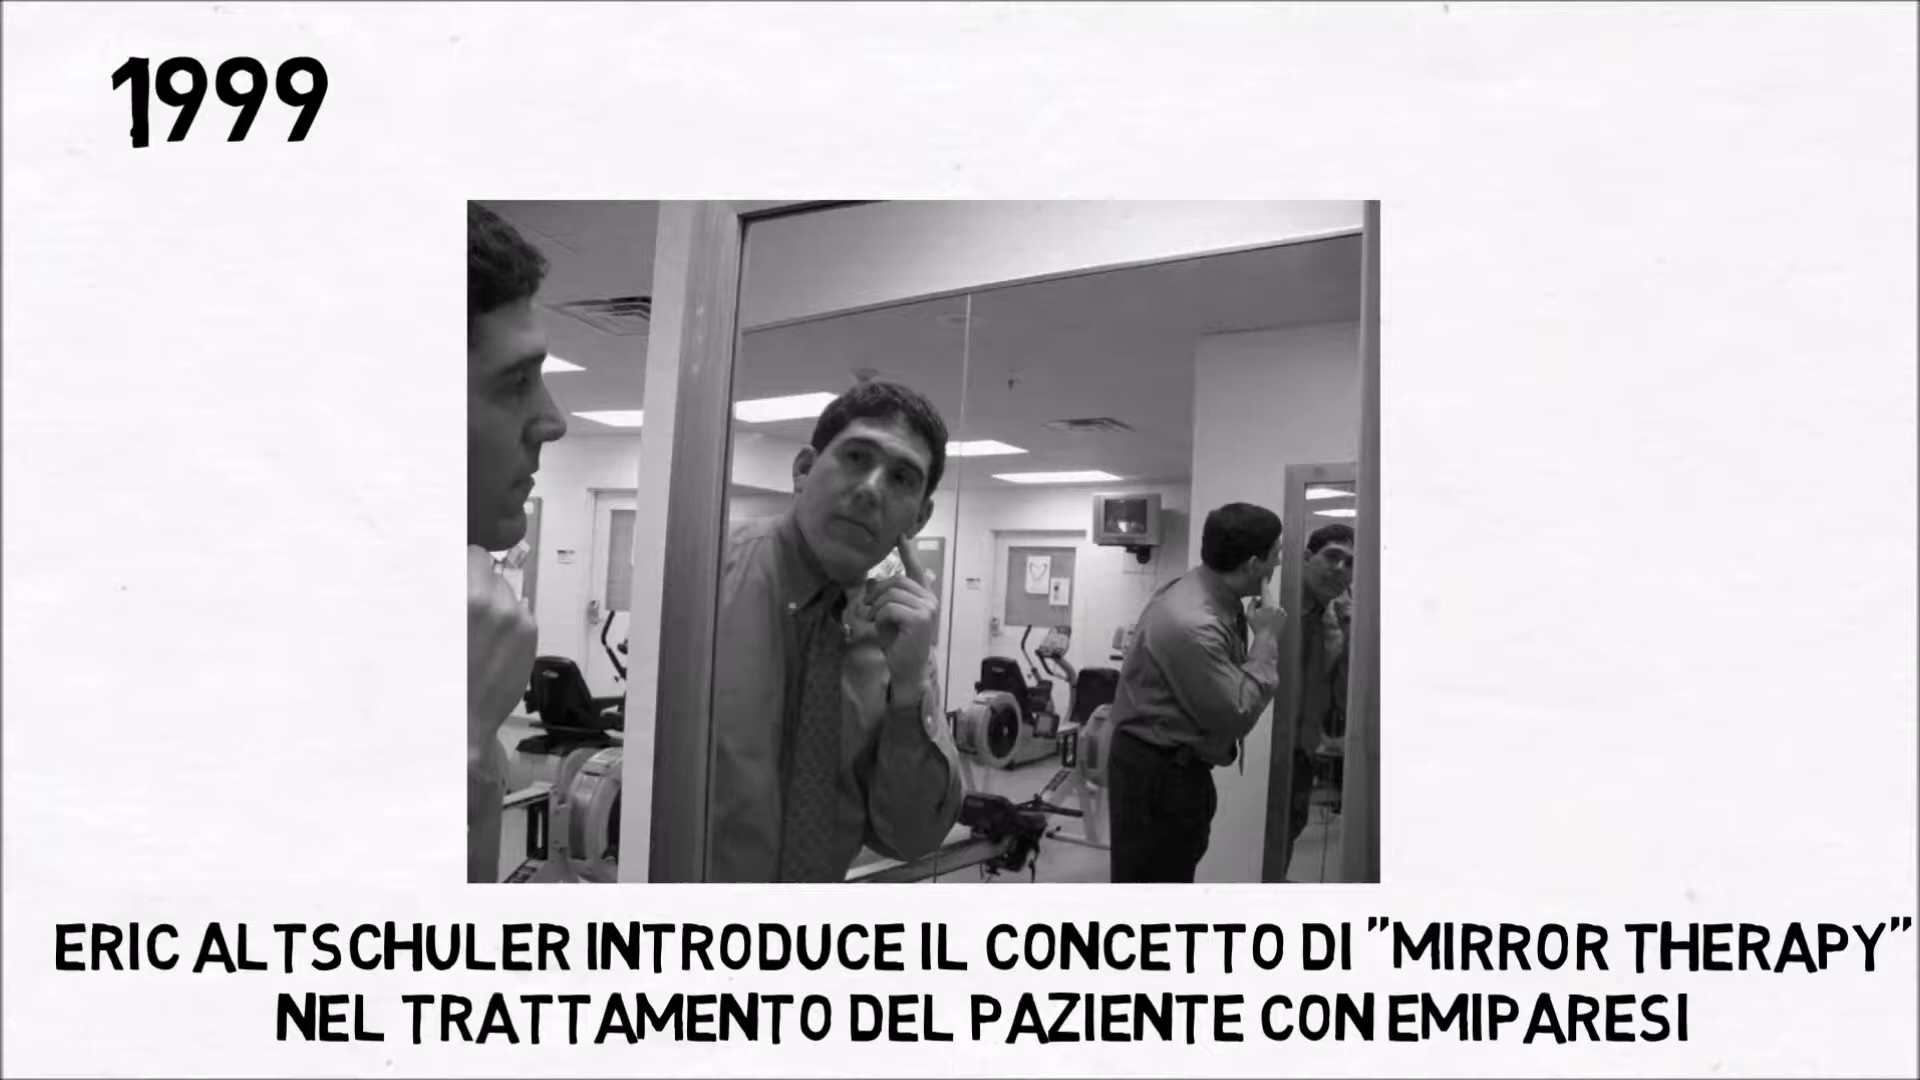 1999
ERIC ALTSCHULER INTRODUCE IL CONCETTO DI "MIRROR THERAPY"
NEL TRATTAMENTO DEL PAZIENTE CON EMIPARESI